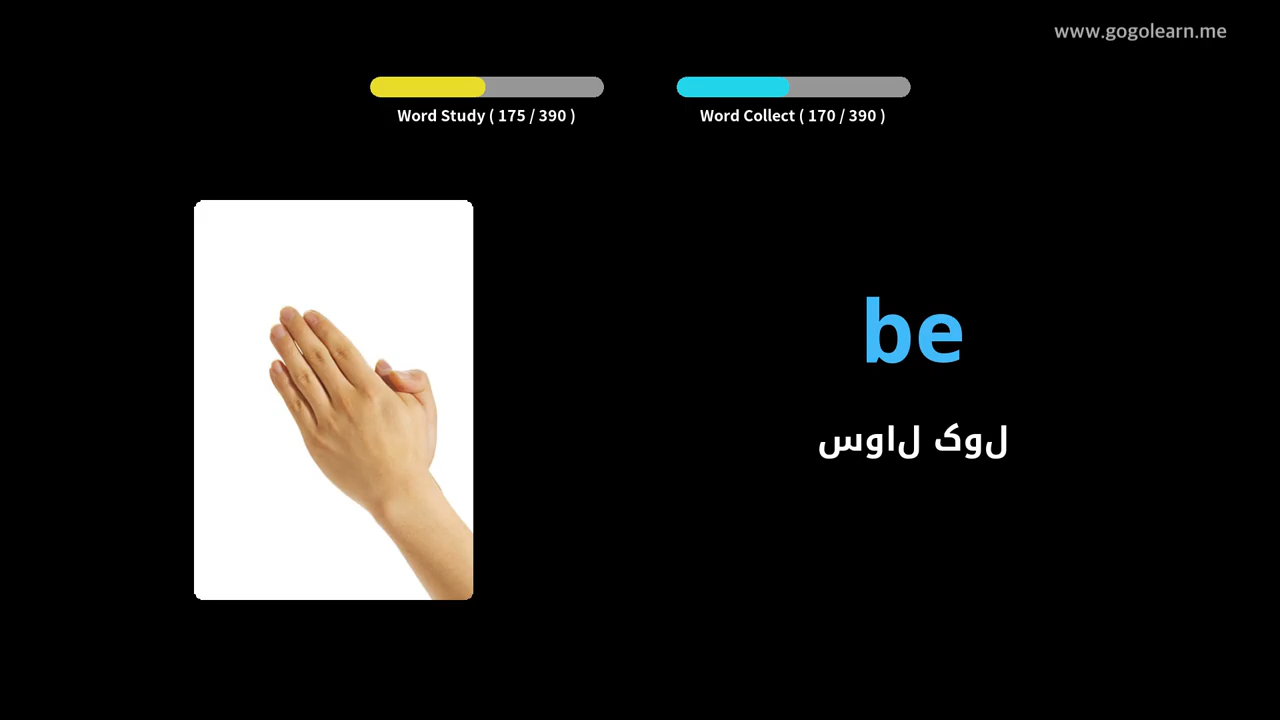 www.gogolearn.me
Word Study ( 175 / 390 )
Word Collect ( 170 / 390 )
be
لوک لاوس